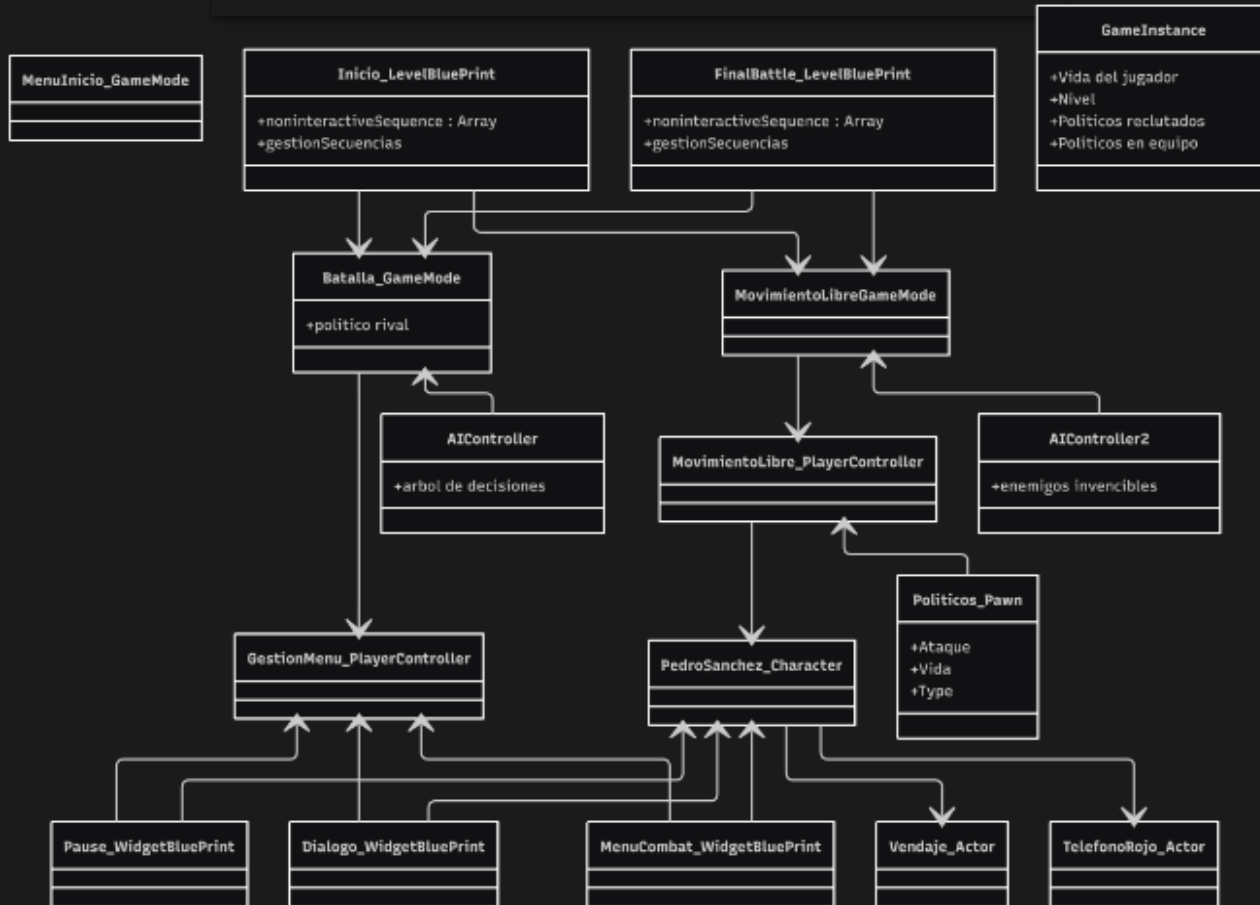 MenuInicio_GameMode
Inicio_LevelBluePrint
+noninteractiveSequence : Array
+gestionSecuencias
FinalBattle_LevelBluePrint
+noninteractiveSequence : Array
+gestionSecuencias
GameInstance
+Vida del jugador
+Nivel
+Politicos reclutados
+Politicos en equipo
Batalla_GameMode
+politico rival
MovimientoLibreGameMode
AIController
+arbol de decisiones
MovimientoLibre_PlayerController
AIController2
+enemigos invencibles
Politicos_Pawn
+Ataque
+Vida
+Type
GestionMenu_PlayerController
PedroSanchez_Character
Pause_WidgetBluePrint
Dialogo_WidgetBluePrint
MenuCombat_WidgetBluePrint
Vendaje_Actor
TelefonoRojo_Actor